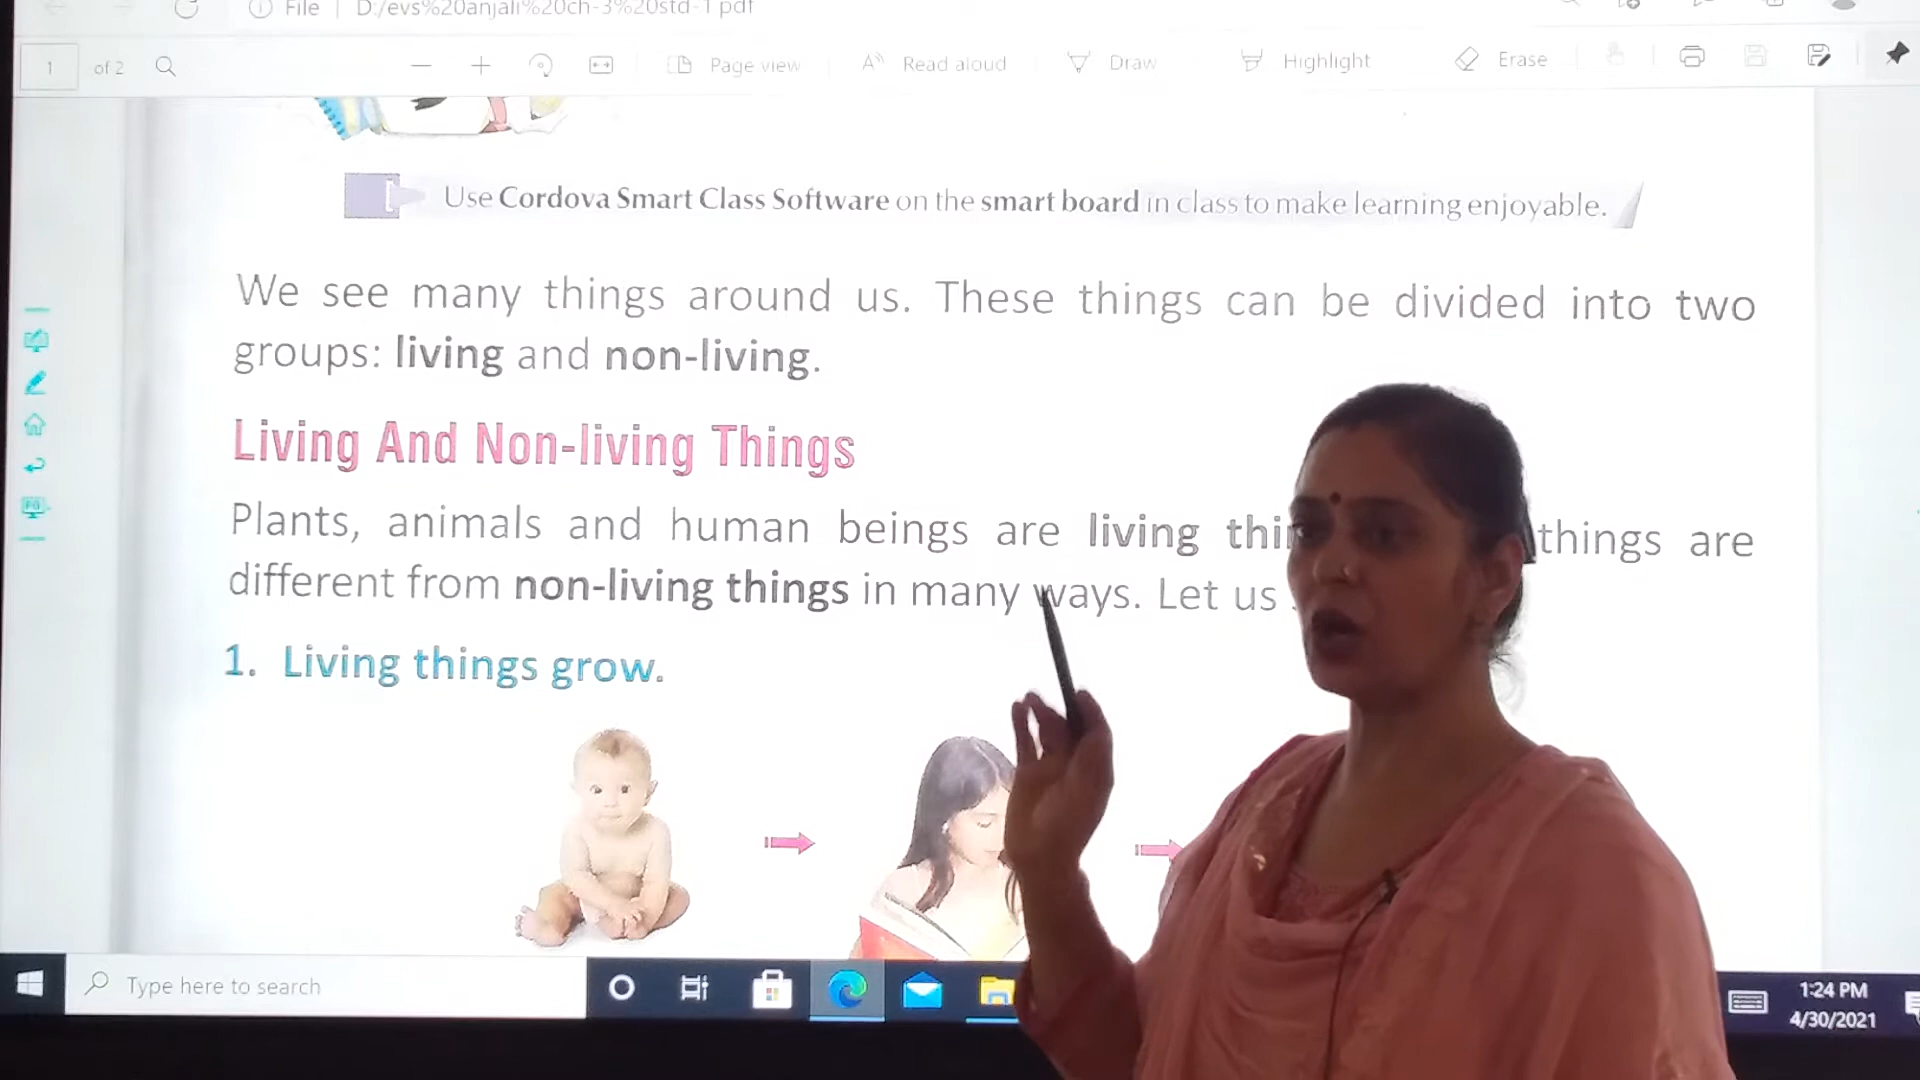 File | D:/evs%20anjali%20ch-3%20std-1 pdf
1 of 2 Page view Read aloud Draw Highlight Erase
Use Cordova Smart Class Software on the smart board in class to make learning enjoyable.
We see many things around us. These things can be divided into two
groups: living and non-living.
Living And Non-living Things
Plants, animals and human beings are living things are
different from non-living things in many ways. Let us
1. Living things grow.
Type here to search
1:24 PM
4/30/2021